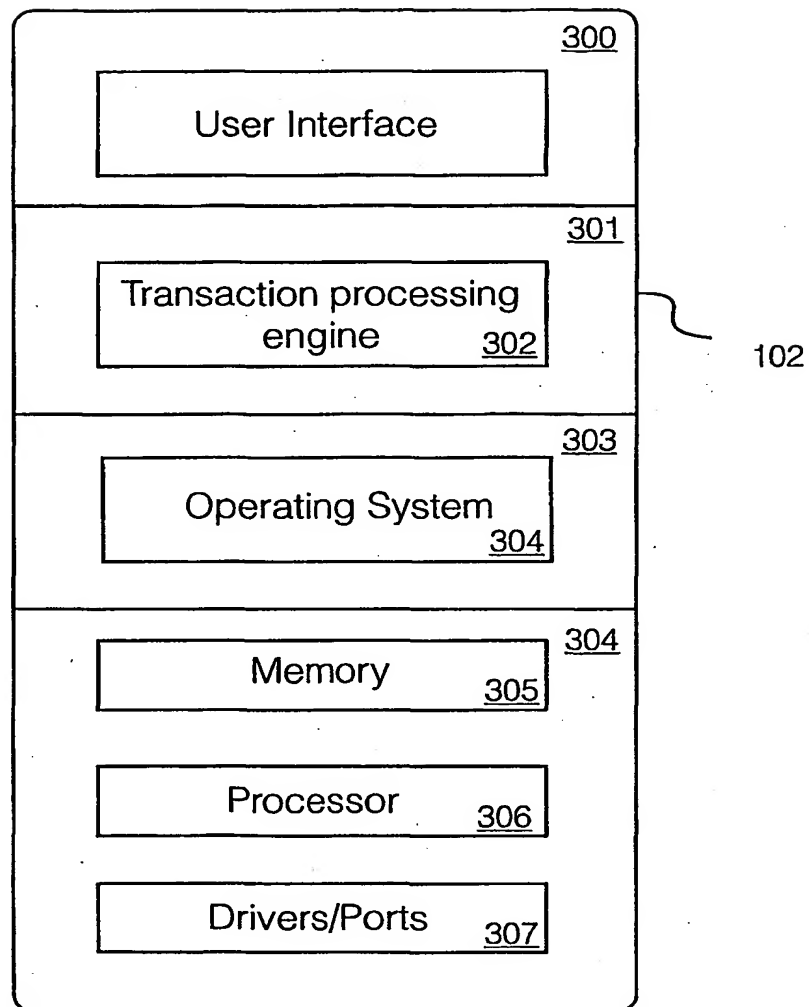 300
User Interface
301
Transaction processing
engine 302
102
303
Operating System
304
304
Memory 305
Processor 306
Drivers/Ports 307